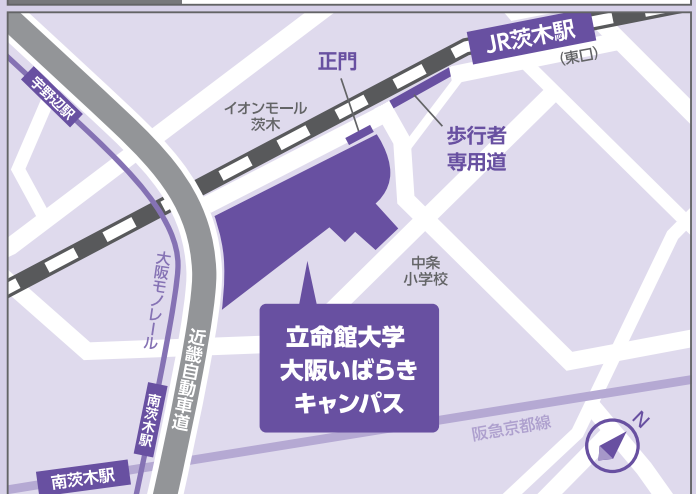 JR茨木駅
(東口)
正門
宇野辺駅
イオンモール
茨木
歩行者
専用道
中条
小学校
大阪モノレール
近畿自動車道
立命館大学
大阪いばらき
キャンパス
南茨木駅
阪急京都線
N
南茨木駅